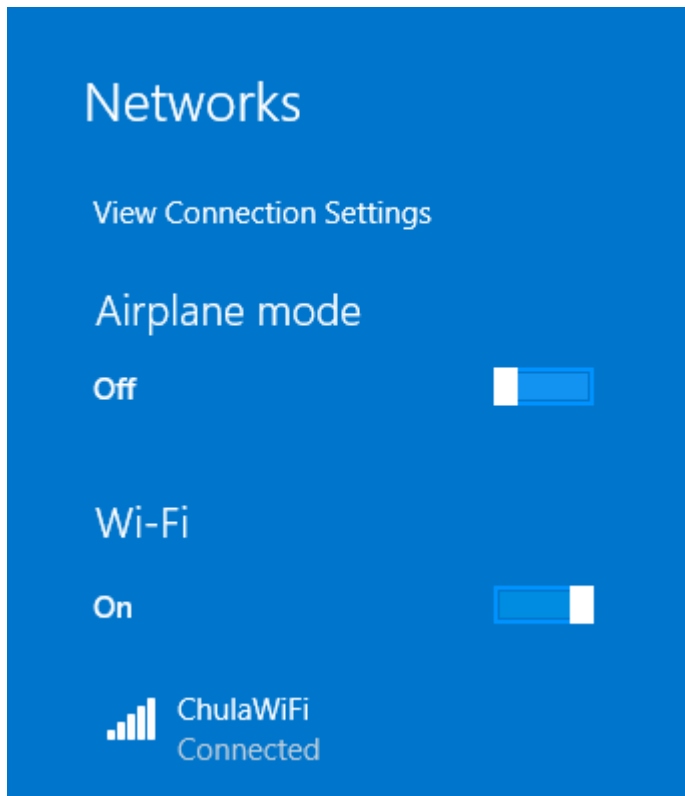 Networks
View Connection Settings
Airplane mode
Off
Wi-Fi
On
ChulaWiFi
Connected